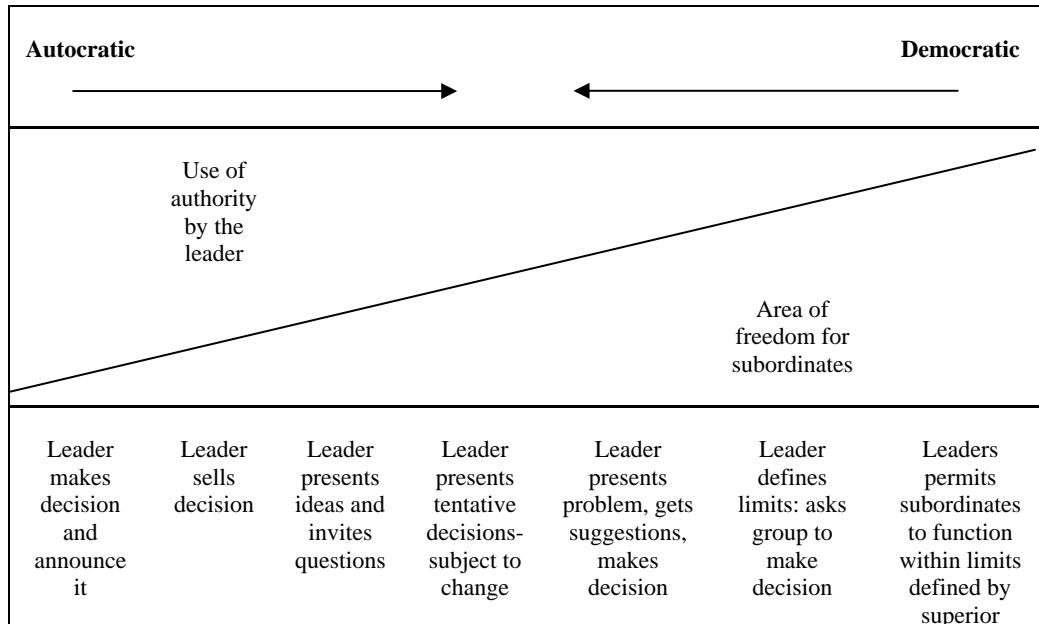 Autocratic
Democratic
Use of
authority
by the
leader
Area of
freedom for
subordinates
Leader
makes
decision
and
announce
it
Leader
sells
decision
Leader
presents
ideas and
invites
questions
Leader
presents
tentative
decisions-
subject to
change
Leader
presents
problem, gets
suggestions,
makes
decision
Leader
defines
limits: asks
group to
make
decision
Leaders
permits
subordinates
to function
within limits
defined by
superior